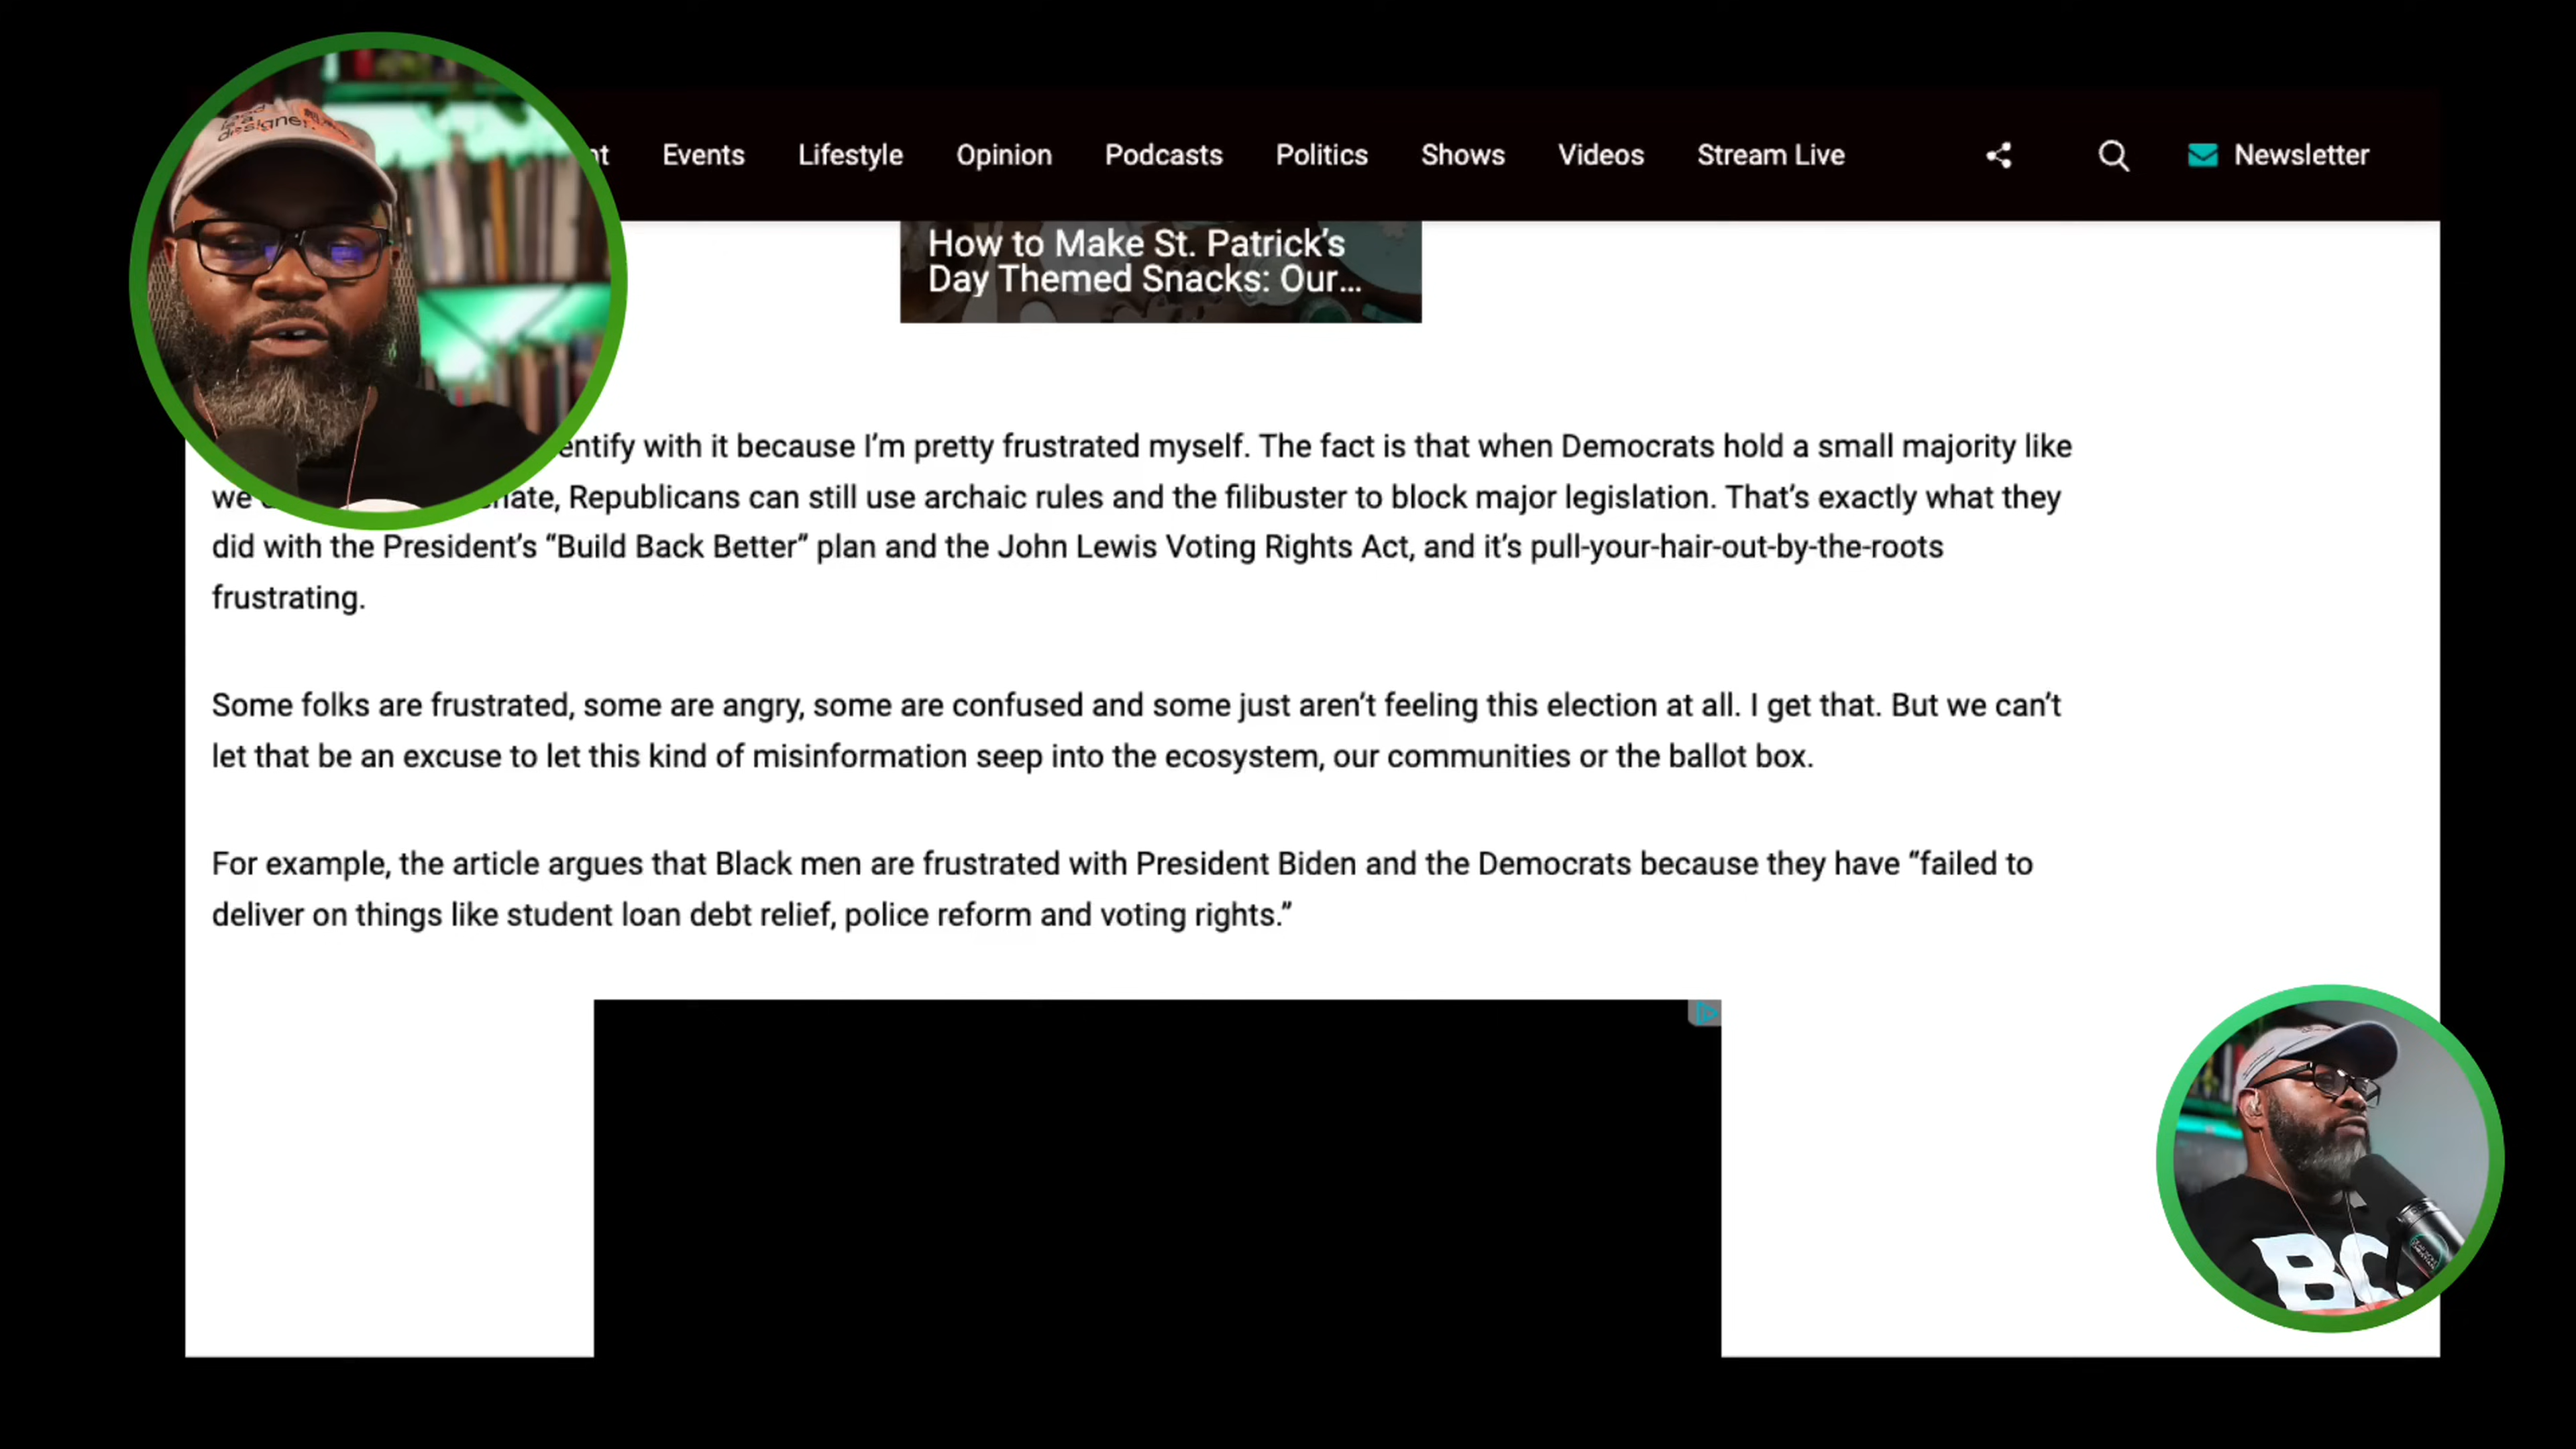 is a
designer.
nt Events Lifestyle Opinion Podcasts Politics Shows Videos Stream Live Newsletter
How to Make St. Patrick's
Day Themed Snacks: Our...
entify with it because I'm pretty frustrated myself. The fact is that when Democrats hold a small majority like
we nate, Republicans can still use archaic rules and the filibuster to block major legislation. That's exactly what they
did with the President's “Build Back Better” plan and the John Lewis Voting Rights Act, and it's pull-your-hair-out-by-the-roots
frustrating.
Some folks are frustrated, some are angry, some are confused and some just aren't feeling this election at all. I get that. But we can't
let that be an excuse to let this kind of misinformation seep into the ecosystem, our communities or the ballot box.
For example, the article argues that Black men are frustrated with President Biden and the Democrats because they have “failed to
deliver on things like student loan debt relief, police reform and voting rights.”
BC